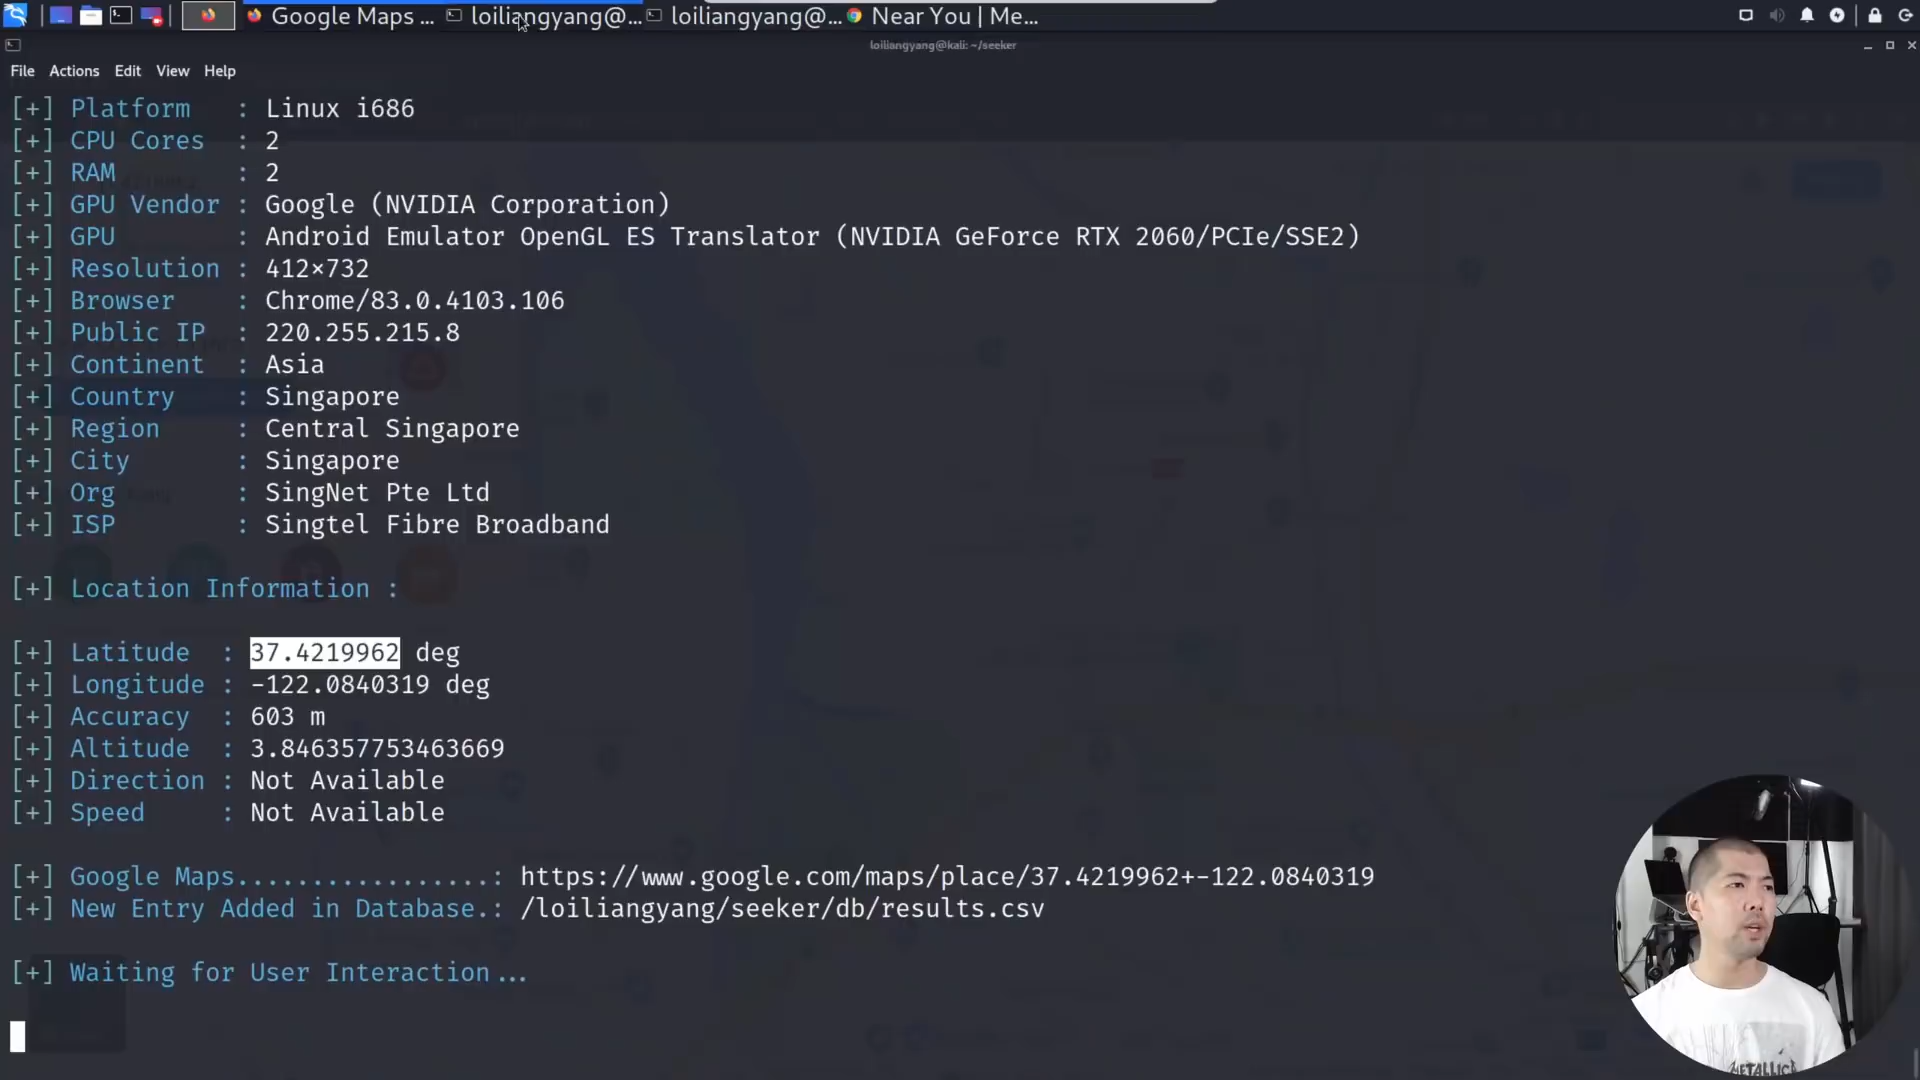 Google Maps ...
loiliangyang@...
loiliangyang@...
Near You | Me...
loiliangyang@kali: ~/seeker
File Actions Edit View Help
[+] Platform : Linux i686
[+] CPU Cores : 2
[+] RAM : 2
[+] GPU Vendor : Google (NVIDIA Corporation)
[+] GPU : Android Emulator OpenGL ES Translator (NVIDIA GeForce RTX 2060/PCIe/SSE2)
[+] Resolution : 412×732
[+] Browser : Chrome/83.0.4103.106
[+] Public IP : 220.255.215.8
[+] Continent : Asia
[+] Country : Singapore
[+] Region : Central Singapore
[+] City : Singapore
[+] Org : SingNet Pte Ltd
[+] ISP : Singtel Fibre Broadband
[+] Location Information :
[+] Latitude : 37.4219962 deg
[+] Longitude : -122.0840319 deg
[+] Accuracy : 603 m
[+] Altitude : 3.846357753463669
[+] Direction : Not Available
[+] Speed : Not Available
[+] Google Maps.................: https://www.google.com/maps/place/37.4219962+-122.0840319
[+] New Entry Added in Database.: /loiliangyang/seeker/db/results.csv
[+] Waiting for User Interaction...
METALLICA